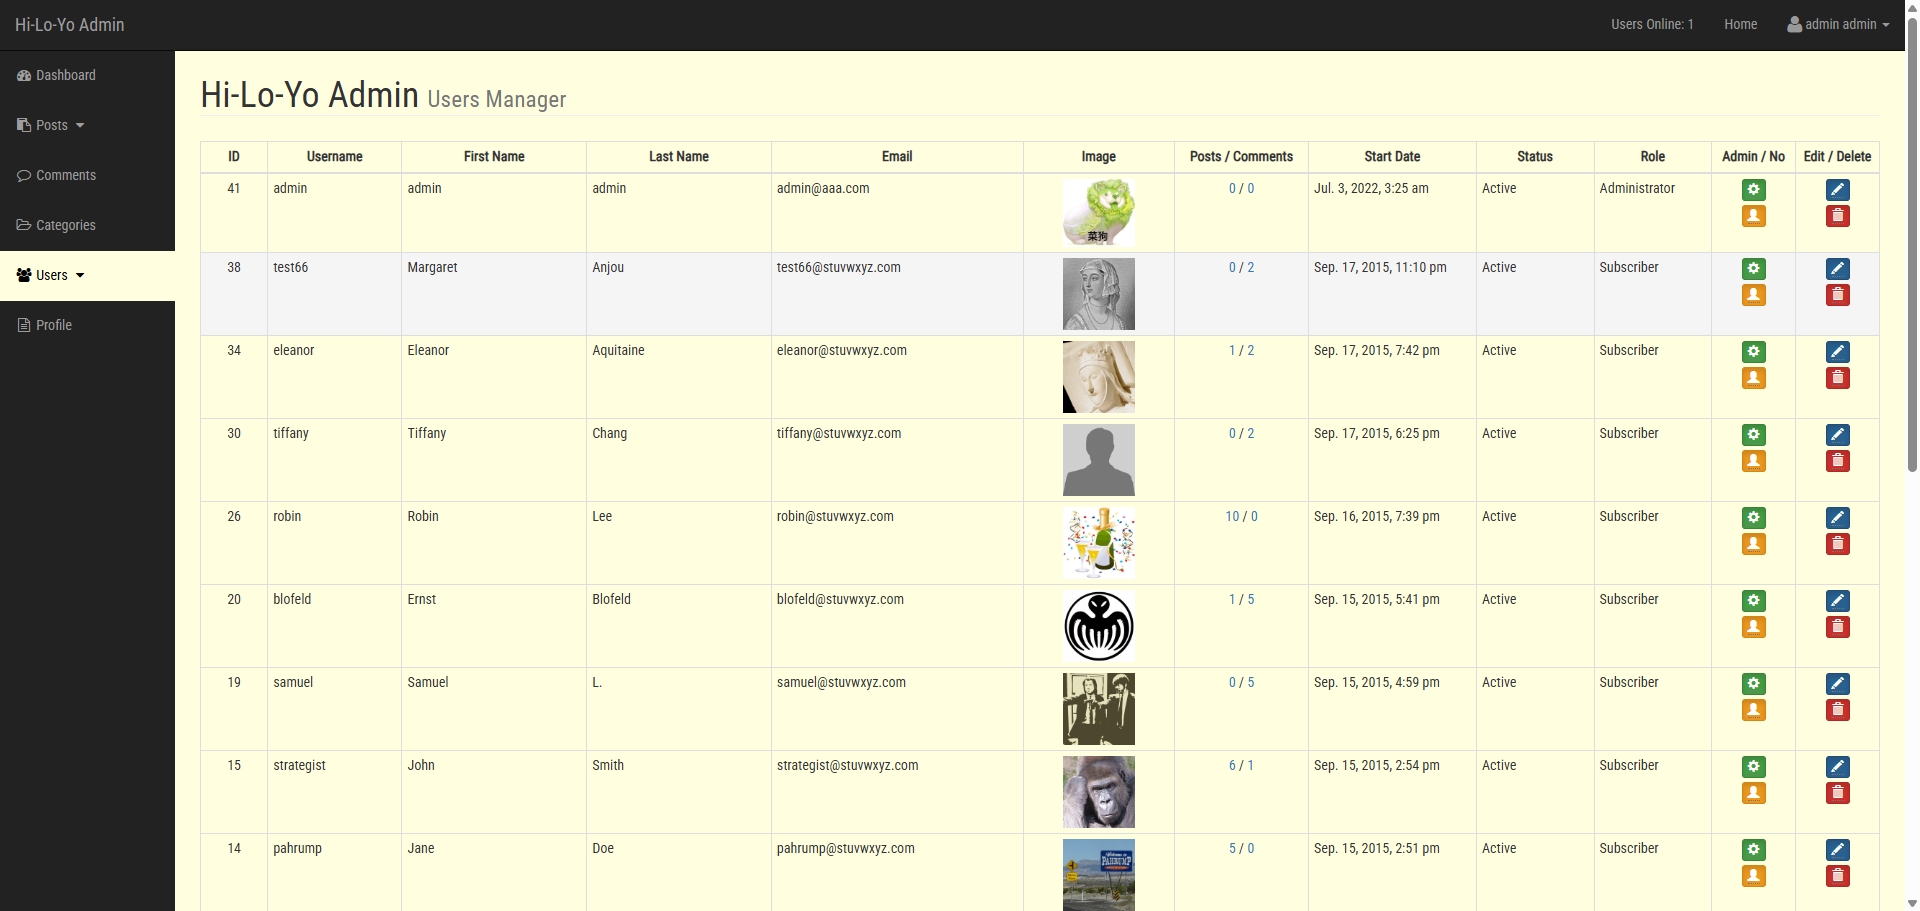 Hi-Lo-Yo Admin
Users Online: 1 Home admin admin
Dashboard
Posts
Comments
Categories
Users
Profile
Hi-Lo-Yo Admin Users Manager
ID Username First Name Last Name Email Image Posts / Comments Start Date Status Role Admin / No Edit / Delete
41 admin admin admin admin@aaa.com 0 / 0 Jul. 3, 2022, 3:25 am Active Administrator
菜狗
38 test66 Margaret Anjou test66@stuvwxyz.com 0 / 2 Sep. 17, 2015, 11:10 pm Active Subscriber
34 eleanor Eleanor Aquitaine eleanor@stuvwxyz.com 1 / 2 Sep. 17, 2015, 7:42 pm Active Subscriber
30 tiffany Tiffany Chang tiffany@stuvwxyz.com 0 / 2 Sep. 17, 2015, 6:25 pm Active Subscriber
26 robin Robin Lee robin@stuvwxyz.com 10 / 0 Sep. 16, 2015, 7:39 pm Active Subscriber
20 blofeld Ernst Blofeld blofeld@stuvwxyz.com 1 / 5 Sep. 15, 2015, 5:41 pm Active Subscriber
19 samuel Samuel L. samuel@stuvwxyz.com 0 / 5 Sep. 15, 2015, 4:59 pm Active Subscriber
15 strategist John Smith strategist@stuvwxyz.com 6 / 1 Sep. 15, 2015, 2:54 pm Active Subscriber
14 pahrump Jane Doe pahrump@stuvwxyz.com 5 / 0 Sep. 15, 2015, 2:51 pm Active Subscriber
PAHRUMP